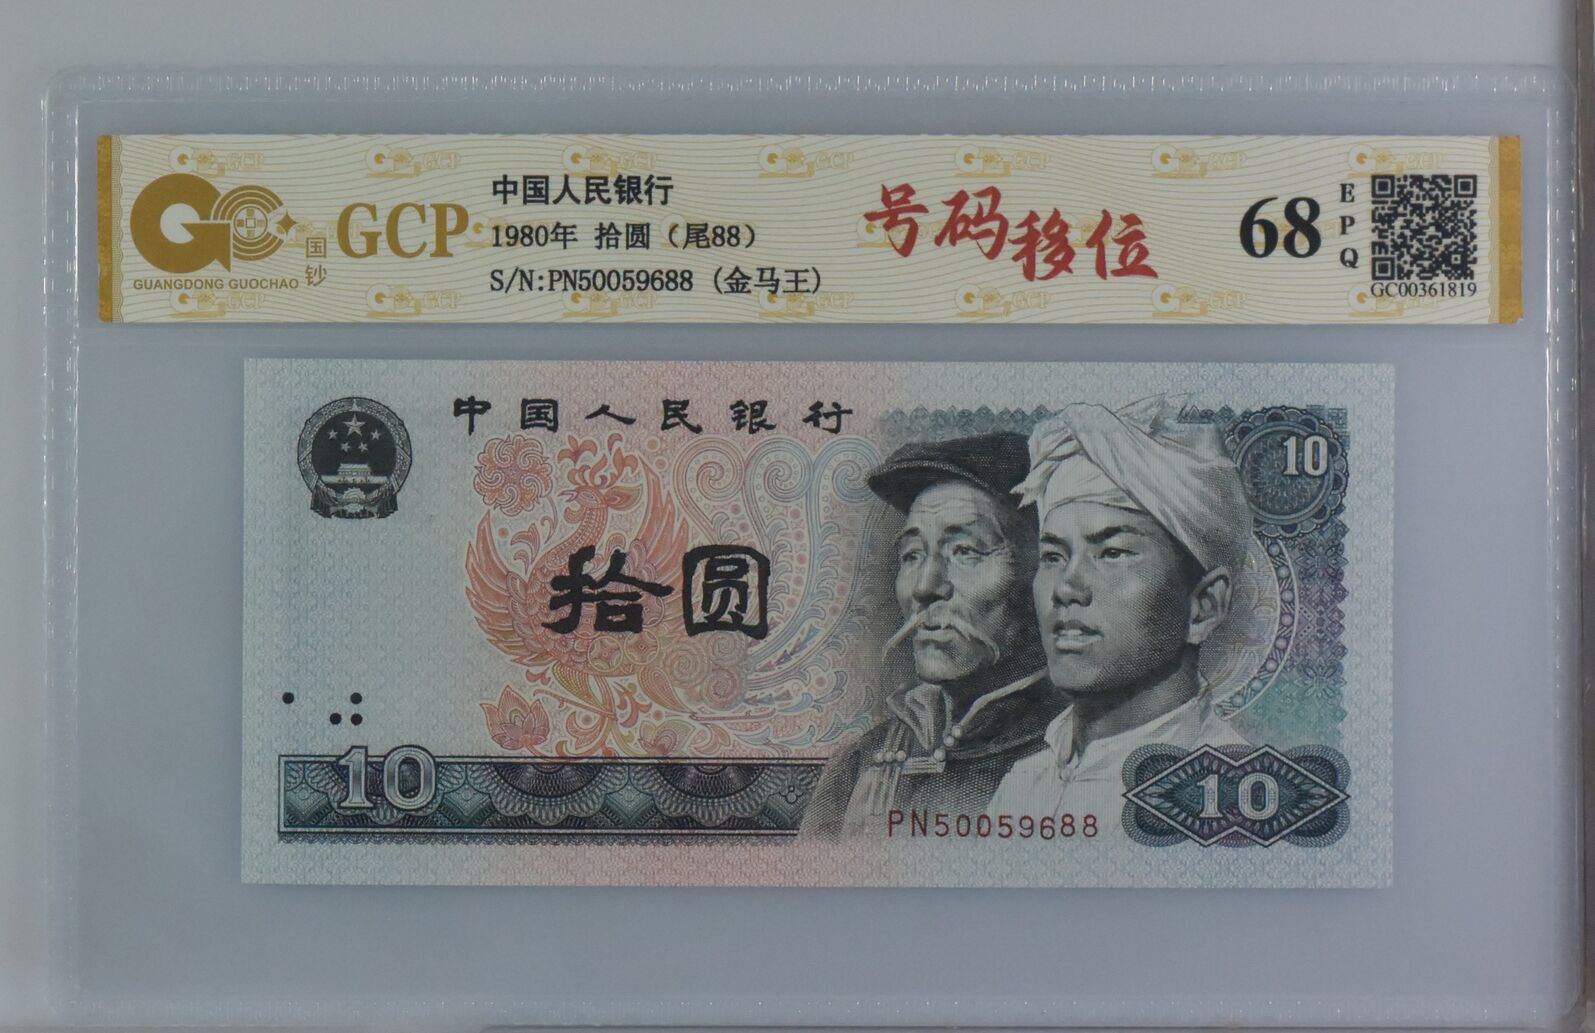 国钞
GUANGDONG GUOCHAO
GCP
中国人民银行
1980年 拾圆（尾88）
S/N:PN50059688 (金马王)
号码移位
68
EPQ
GC00361819
中国人民银行
10
拾圆
10
PN50059688
10